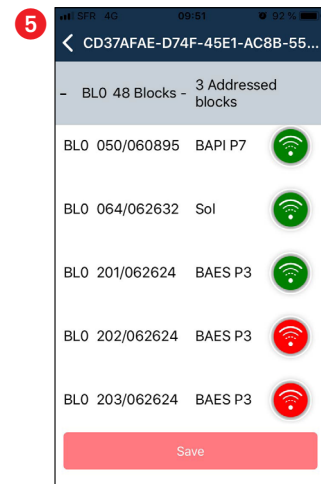 5
SFR 4G 09:51 92 %
CD37AFAE-D74F-45E1-AC8B-55...
- BL0 48 Blocks - 3 Addressed
blocks
BL0 050/060895 BAPI P7
BL0 064/062632 Sol
BL0 201/062624 BAES P3
BL0 202/062624 BAES P3
BL0 203/062624 BAES P3
Save